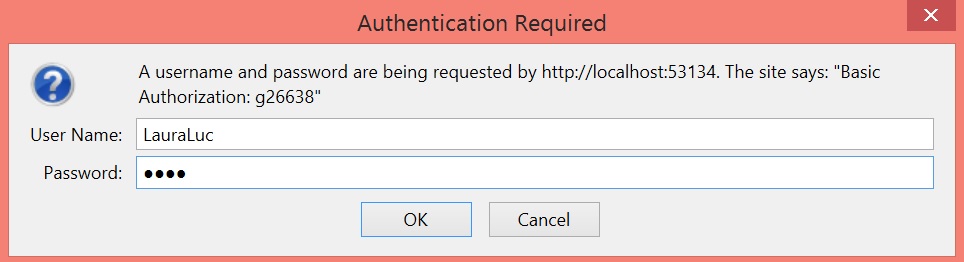 Authentication Required
A username and password are being requested by http://localhost:53134. The site says: "Basic
Authorization: g26638"
User Name: LauraLuc
Password: ●●●●
OK Cancel